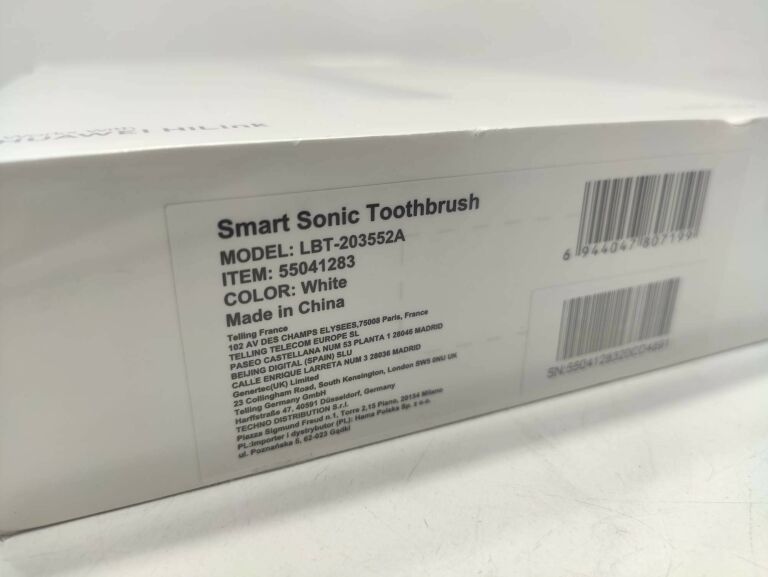 HUAWEI HiLink
Smart Sonic Toothbrush
MODEL: LBT-203552A
ITEM: 55041283
COLOR: White
Made in China
Telling France
102 AV DES CHAMPS ELYSEES,75008 Paris, France
TELLING TELECOM EUROPE SL
PASEO CASTELLANA NUM 53 PLANTA 1 28046 MADRID
BEIJING DIGITAL (SPAIN) SLU
CALLE ENRIQUE LARRETA NUM 3 28036 MADRID
Genertec(UK) Limited
23 Collingham Road, South Kensington, London SW5 0NU UK
Telling Germany GmbH
Harffstraße 47, 40591 Düsseldorf, Germany
TECHNO DISTRIBUTION S.r.l.
Piazza Sigmund Freud n.1, Torre 2,15 Piano, 20154 Milano
PL:Importer i dystrybutor (PL): Hama Polska Sp. z o.o.
ul. Poznańska 5, 62-023 Gądki
6 944047 807199